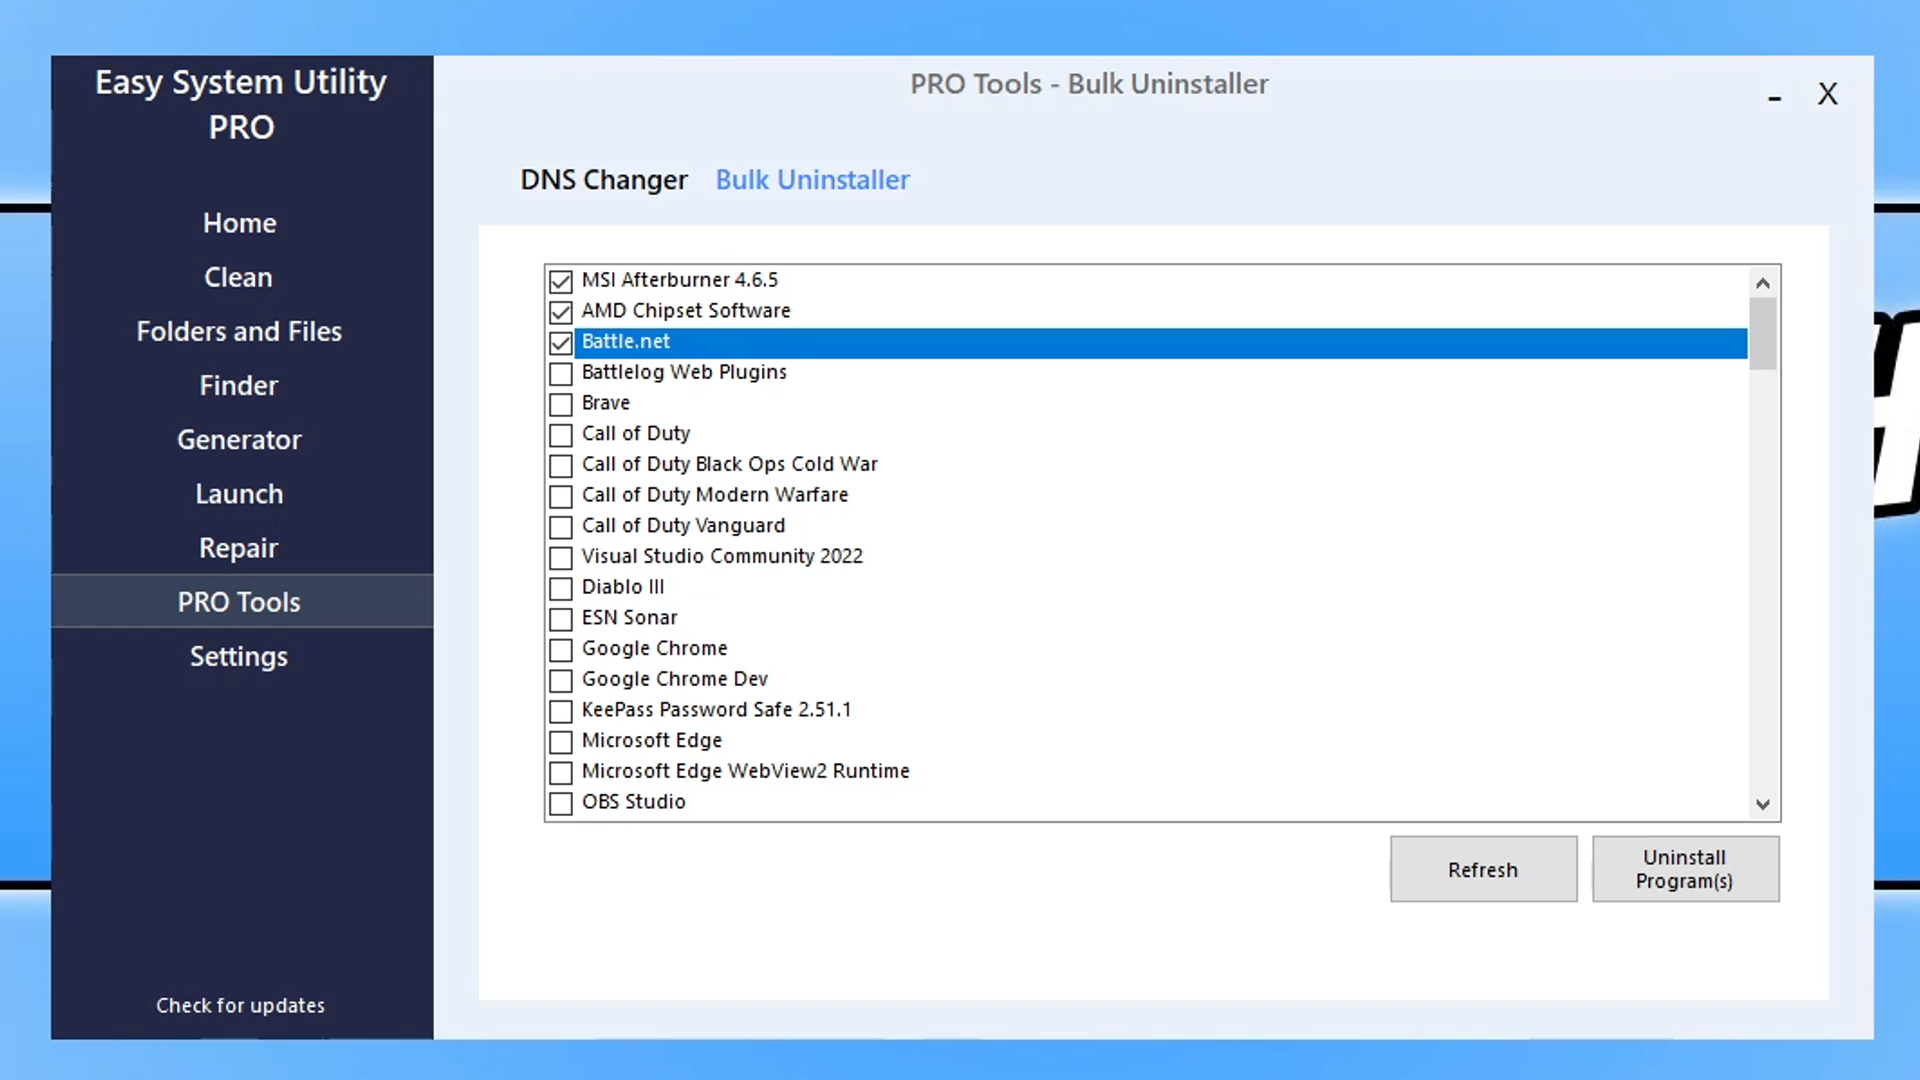 Easy System Utility
PRO
Home
Clean
Folders and Files
Finder
Generator
Launch
Repair
PRO Tools
Settings
Check for updates
PRO Tools - Bulk Uninstaller
- X
DNS Changer Bulk Uninstaller
MSI Afterburner 4.6.5
AMD Chipset Software
Battle.net
Battlelog Web Plugins
Brave
Call of Duty
Call of Duty Black Ops Cold War
Call of Duty Modern Warfare
Call of Duty Vanguard
Visual Studio Community 2022
Diablo III
ESN Sonar
Google Chrome
Google Chrome Dev
KeePass Password Safe 2.51.1
Microsoft Edge
Microsoft Edge WebView2 Runtime
OBS Studio
Refresh
Uninstall
Program(s)